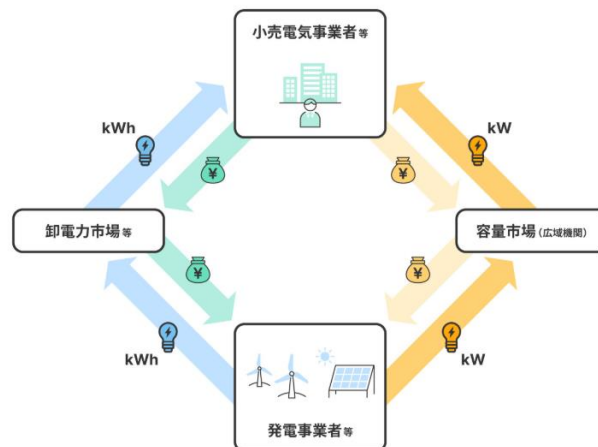 小売電気事業者等
kWh
kW
¥
¥
卸電力市場等
容量市場（広域機関）
¥
¥
kWh
kW
発電事業者等